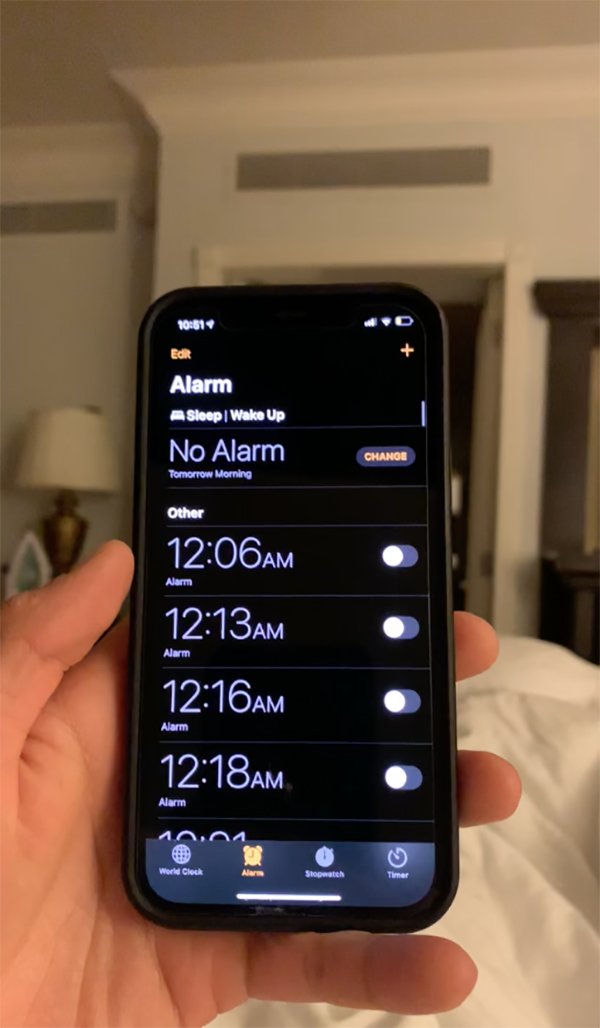 10:51
Edit +
Alarm
Sleep | Wake Up
No Alarm
CHANGE
Tomorrow Morning
Other
12:06AM
Alarm
12:13AM
Alarm
12:16AM
Alarm
12:18AM
Alarm
World Clock Alarm Stopwatch Timer